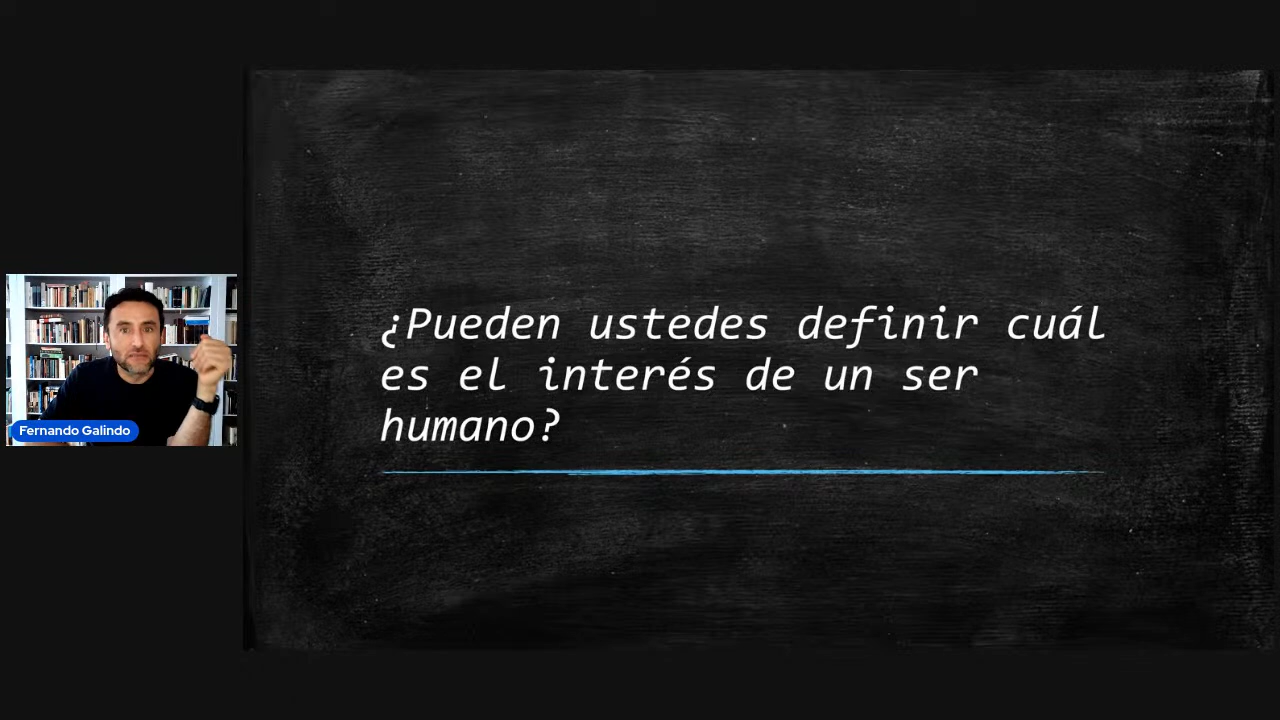 ¿Pueden ustedes definir cuál
es el interés de un ser
humano?
Fernando Galindo